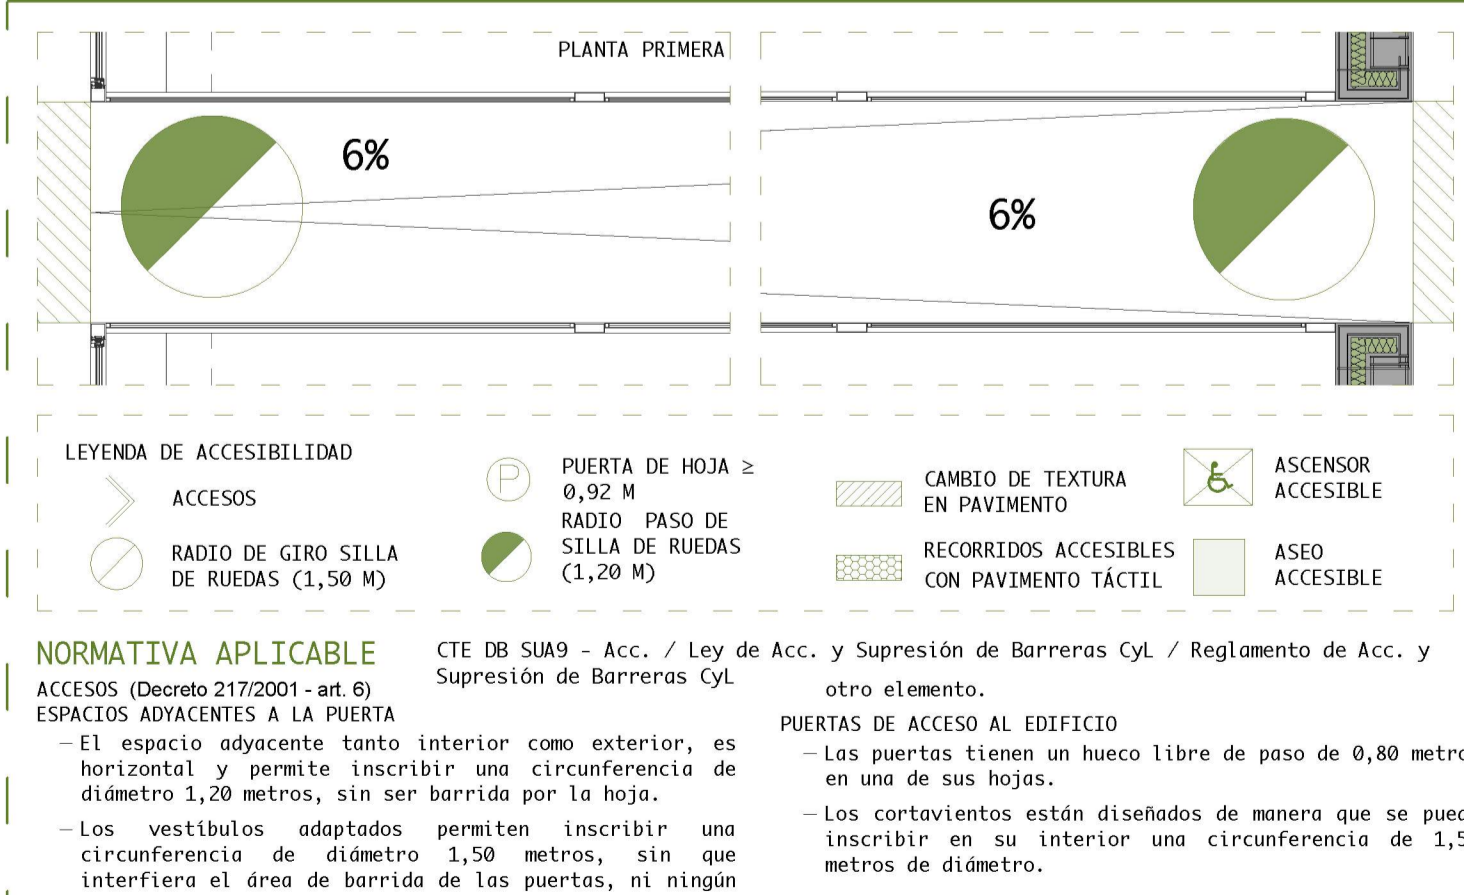 PLANTA PRIMERA
6%
6%
LEYENDA DE ACCESIBILIDAD
ACCESOS
RADIO DE GIRO SILLA
DE RUEDAS (1,50 M)
P
PUERTA DE HOJA ≥
0,92 M
RADIO PASO DE
SILLA DE RUEDAS
(1,20 M)
CAMBIO DE TEXTURA
EN PAVIMENTO
RECORRIDOS ACCESIBLES
CON PAVIMENTO TÁCTIL
ASCENSOR
ACCESIBLE
ASEO
ACCESIBLE
NORMATIVA APLICABLE
CTE DB SUA9 - Acc. / Ley de Acc. y Supresión de Barreras CyL / Reglamento de Acc. y
Supresión de Barreras CyL
ACCESOS (Decreto 217/2001 - art. 6)
ESPACIOS ADYACENTES A LA PUERTA
— El espacio adyacente tanto interior como exterior, es
horizontal y permite inscribir una circunferencia de
diámetro 1,20 metros, sin ser barrida por la hoja.
— Los vestíbulos adaptados permiten inscribir una
circunferencia de diámetro 1,50 metros, sin que
interfiera el área de barrida de las puertas, ni ningún
otro elemento.
PUERTAS DE ACCESO AL EDIFICIO
— Las puertas tienen un hueco libre de paso de 0,80 metro
en una de sus hojas.
— Los cortavientos están diseñados de manera que se pued
inscribir en su interior una circunferencia de 1,5
metros de diámetro.